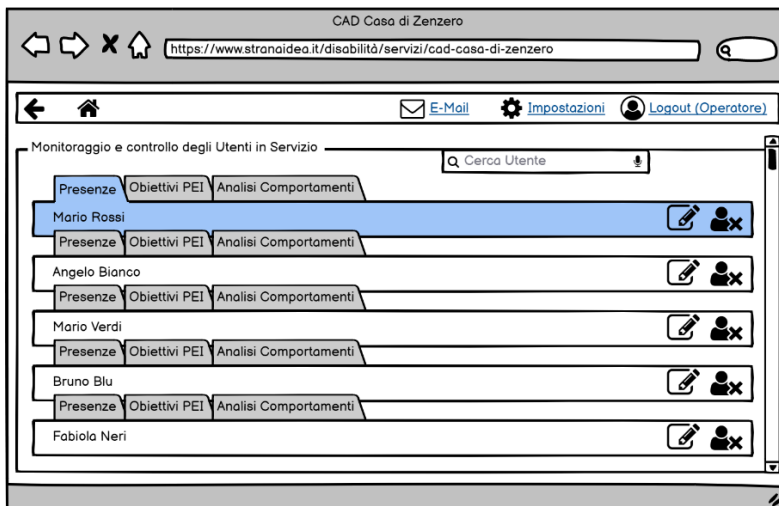 CAD Casa di Zenzero
https://www.stranaidea.it/disabilità/servizi/cad-casa-di-zenzero
E-Mail Impostazioni Logout (Operatore)
Monitoraggio e controllo degli Utenti in Servizio
Cerca Utente
Presenze Obiettivi PEI Analisi Comportamenti
Mario Rossi
Presenze Obiettivi PEI Analisi Comportamenti
Angelo Bianco
Presenze Obiettivi PEI Analisi Comportamenti
Mario Verdi
Presenze Obiettivi PEI Analisi Comportamenti
Bruno Blu
Presenze Obiettivi PEI Analisi Comportamenti
Fabiola Neri